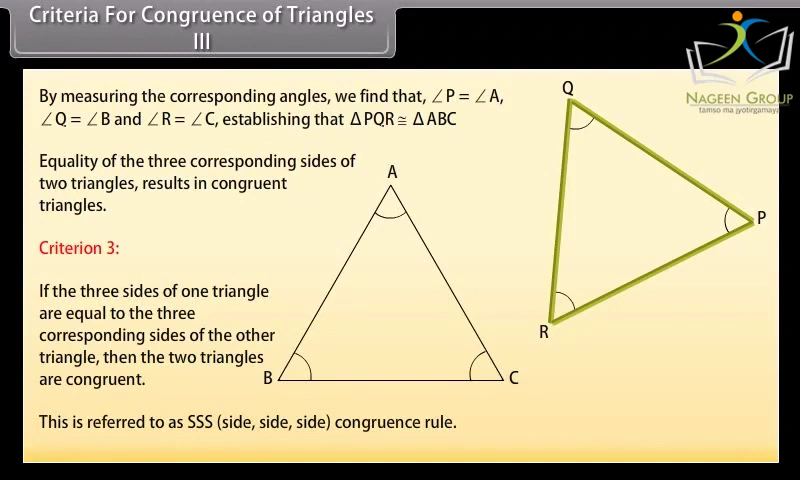 Criteria For Congruence of Triangles
III
NAGEEN GROUP
tamso ma jyotirgamaya
By measuring the corresponding angles, we find that, ∠P = ∠A,
∠Q = ∠B and ∠R = ∠C, establishing that ΔPQR ≅ ΔABC
Equality of the three corresponding sides of
two triangles, results in congruent
triangles.
Criterion 3:
If the three sides of one triangle
are equal to the three
corresponding sides of the other
triangle, then the two triangles
are congruent.
This is referred to as SSS (side, side, side) congruence rule.
A
B
C
Q
P
R